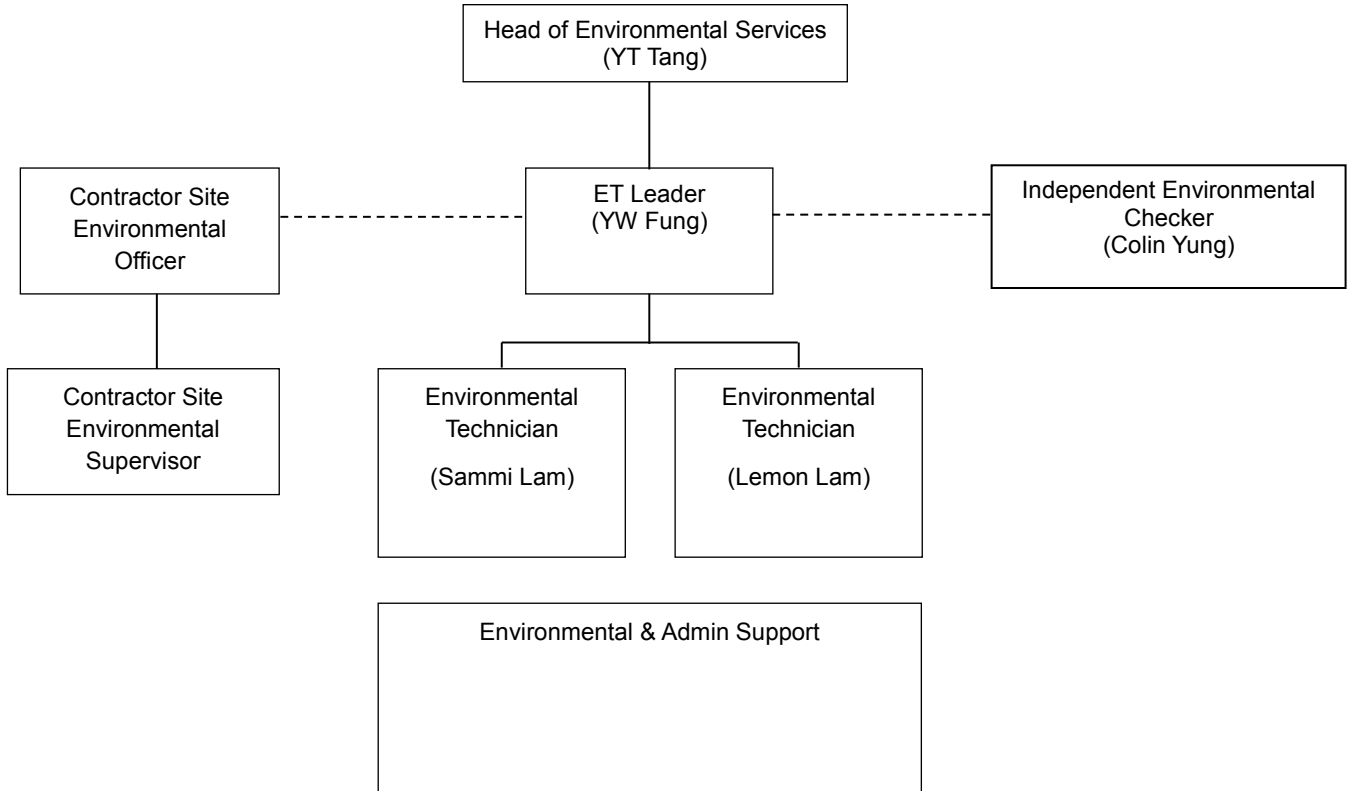 Head of Environmental Services
(YT Tang)
Contractor Site
Environmental
Officer
ET Leader
(YW Fung)
Independent Environmental
Checker
(Colin Yung)
Contractor Site
Environmental
Supervisor
Environmental
Technician
(Sammi Lam)
Environmental
Technician
(Lemon Lam)
Environmental & Admin Support